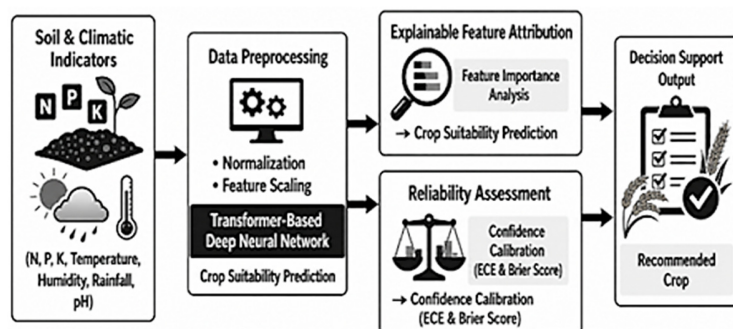 Soil & Climatic
Indicators
N P K
(N, P, K, Temperature,
Humidity, Rainfall,
pH)
Data Preprocessing
• Normalization
• Feature Scaling
Transformer-Based
Deep Neural Network
Crop Suitability Prediction
Explainable Feature Attribution
Feature Importance
Analysis
→ Crop Suitability Prediction
Reliability Assessment
Confidence
Calibration
(ECE & Brier Score)
→ Confidence Calibration
(ECE & Brier Score)
Decision Support
Output
Recommended
Crop